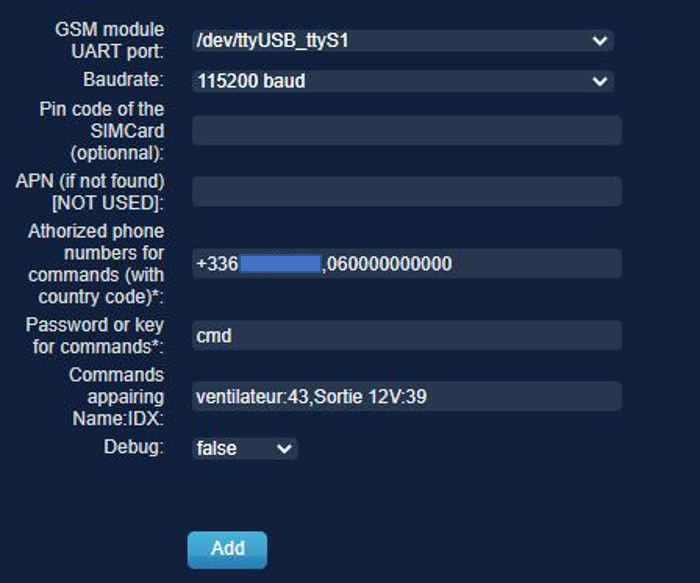 GSM module
UART port:
/dev/ttyUSB_ttyS1
Baudrate:
115200 baud
Pin code of the
SIMCard
(optionnal):
APN (if not found)
[NOT USED]:
Athorized phone
numbers for
commands (with
country code)*:
+336 ,060000000000
Password or key
for commands*:
cmd
Commands
appairing
Name:IDX:
ventilateur:43,Sortie 12V:39
Debug:
false
Add